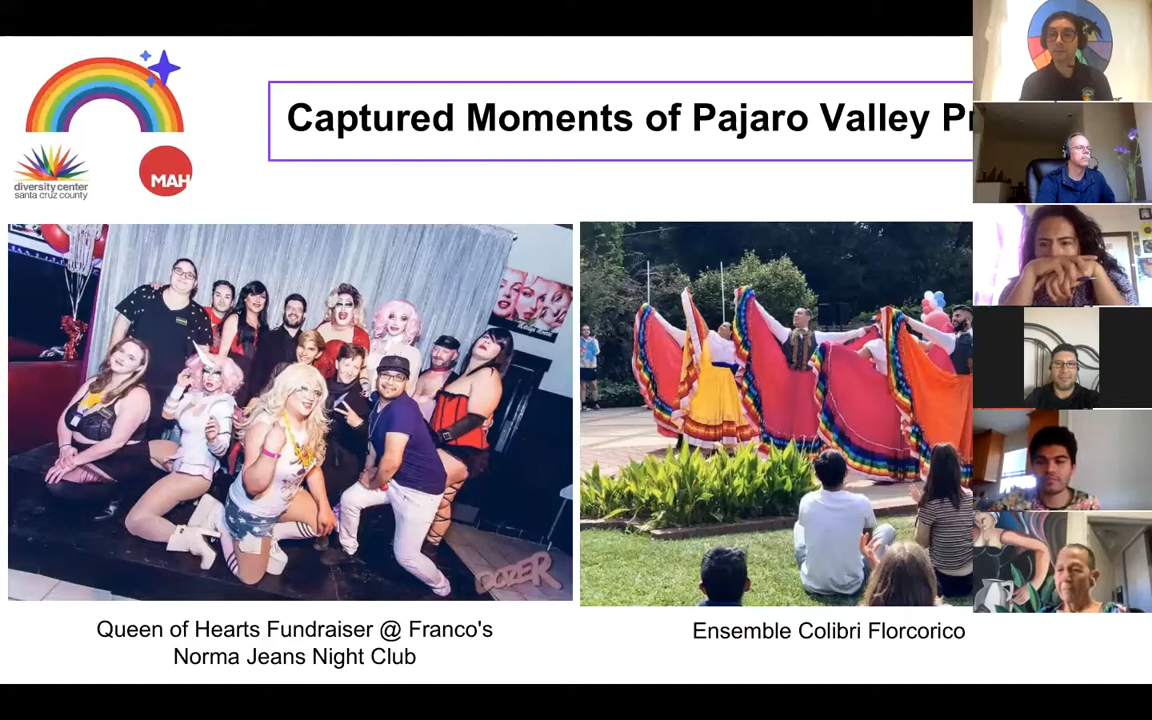 Captured Moments of Pajaro Valley Pr
diversity center
santa cruz county
MAH
DOZER
Queen of Hearts Fundraiser @ Franco's
Norma Jeans Night Club
Ensemble Colibri Florcorico